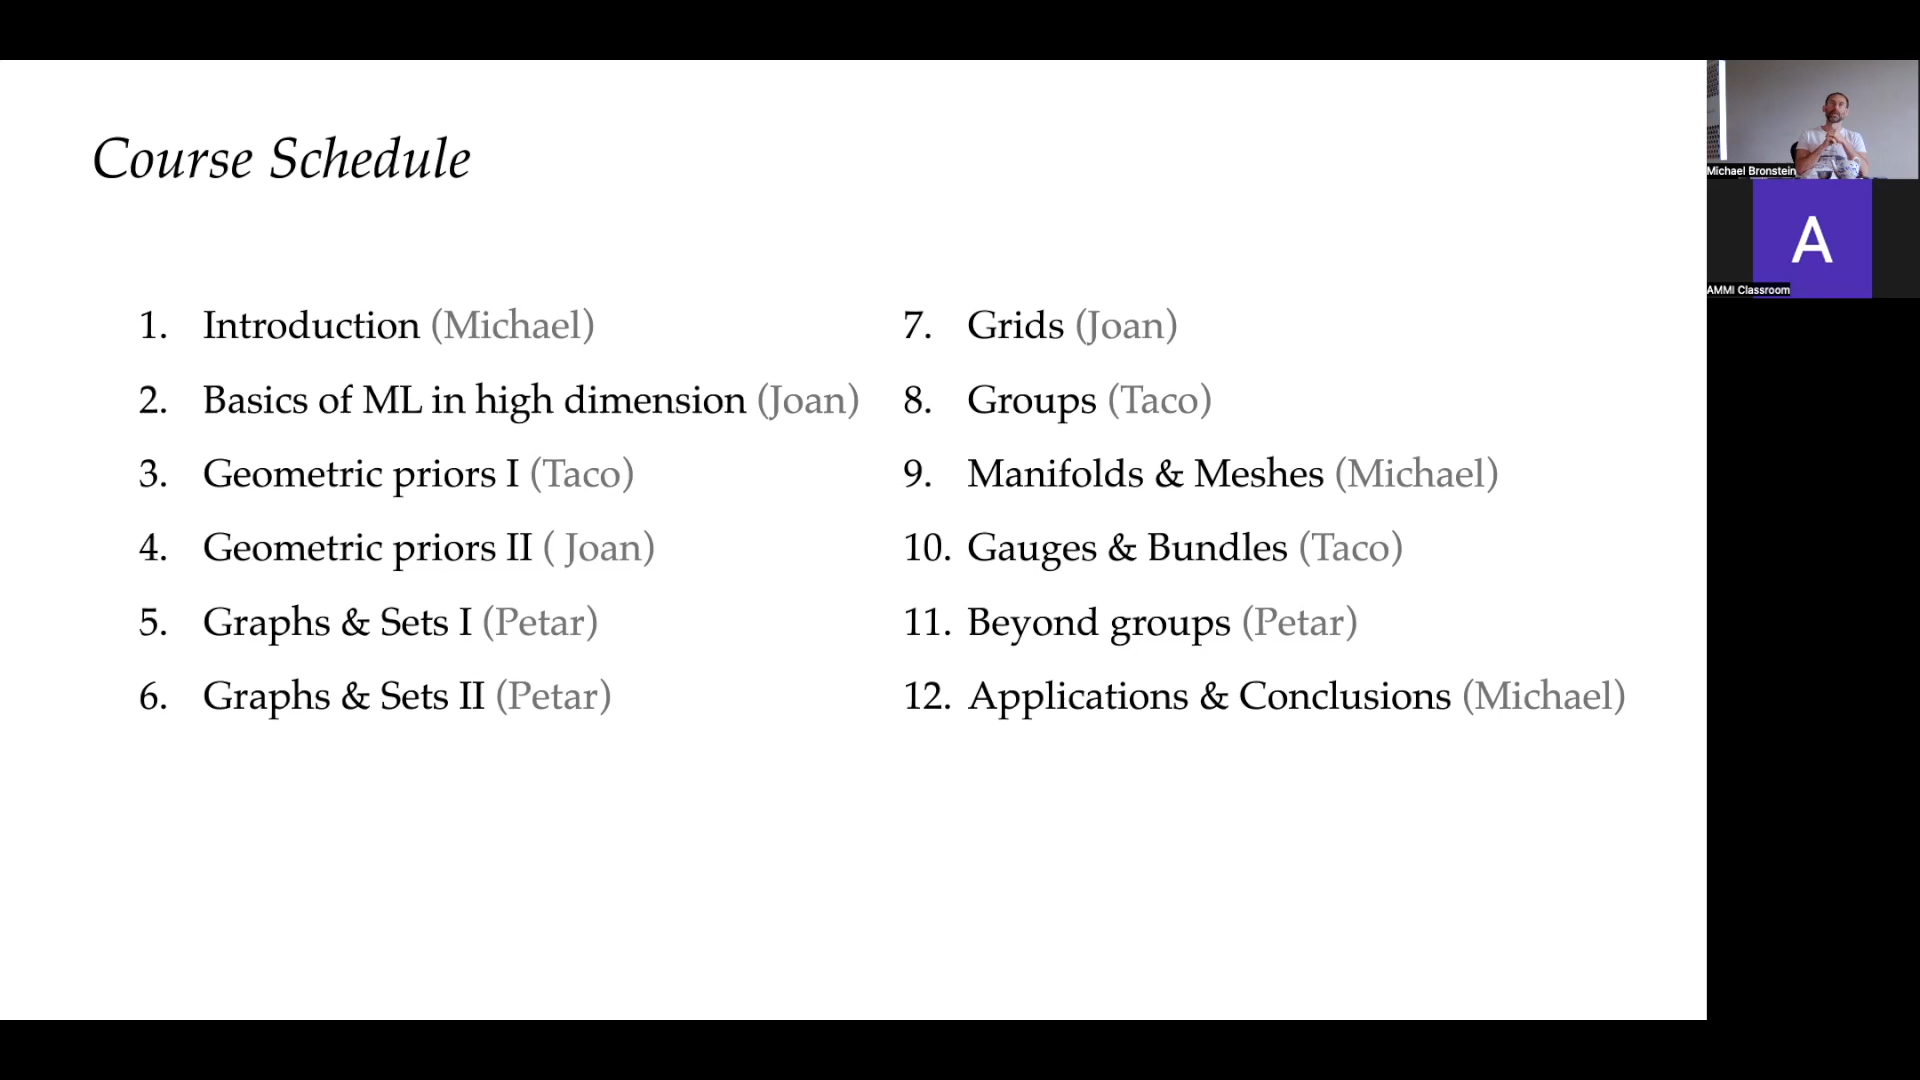 Course Schedule
1. Introduction (Michael)
2. Basics of ML in high dimension (Joan)
3. Geometric priors I (Taco)
4. Geometric priors II ( Joan)
5. Graphs & Sets I (Petar)
6. Graphs & Sets II (Petar)
7. Grids (Joan)
8. Groups (Taco)
9. Manifolds & Meshes (Michael)
10. Gauges & Bundles (Taco)
11. Beyond groups (Petar)
12. Applications & Conclusions (Michael)
Michael Bronstein
A
AMMI Classroom